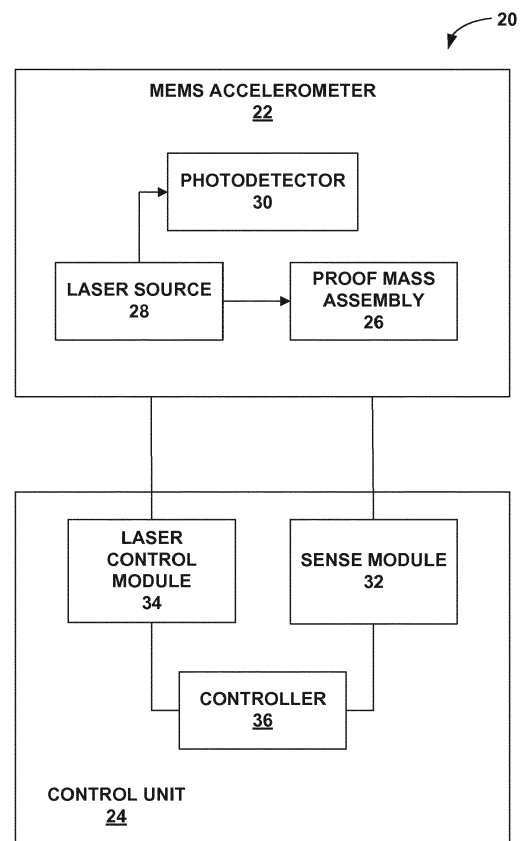 20
MEMS ACCELEROMETER
22
PHOTODETECTOR
30
LASER SOURCE
28
PROOF MASS
ASSEMBLY
26
LASER
CONTROL
MODULE
34
SENSE MODULE
32
CONTROLLER
36
CONTROL UNIT
24